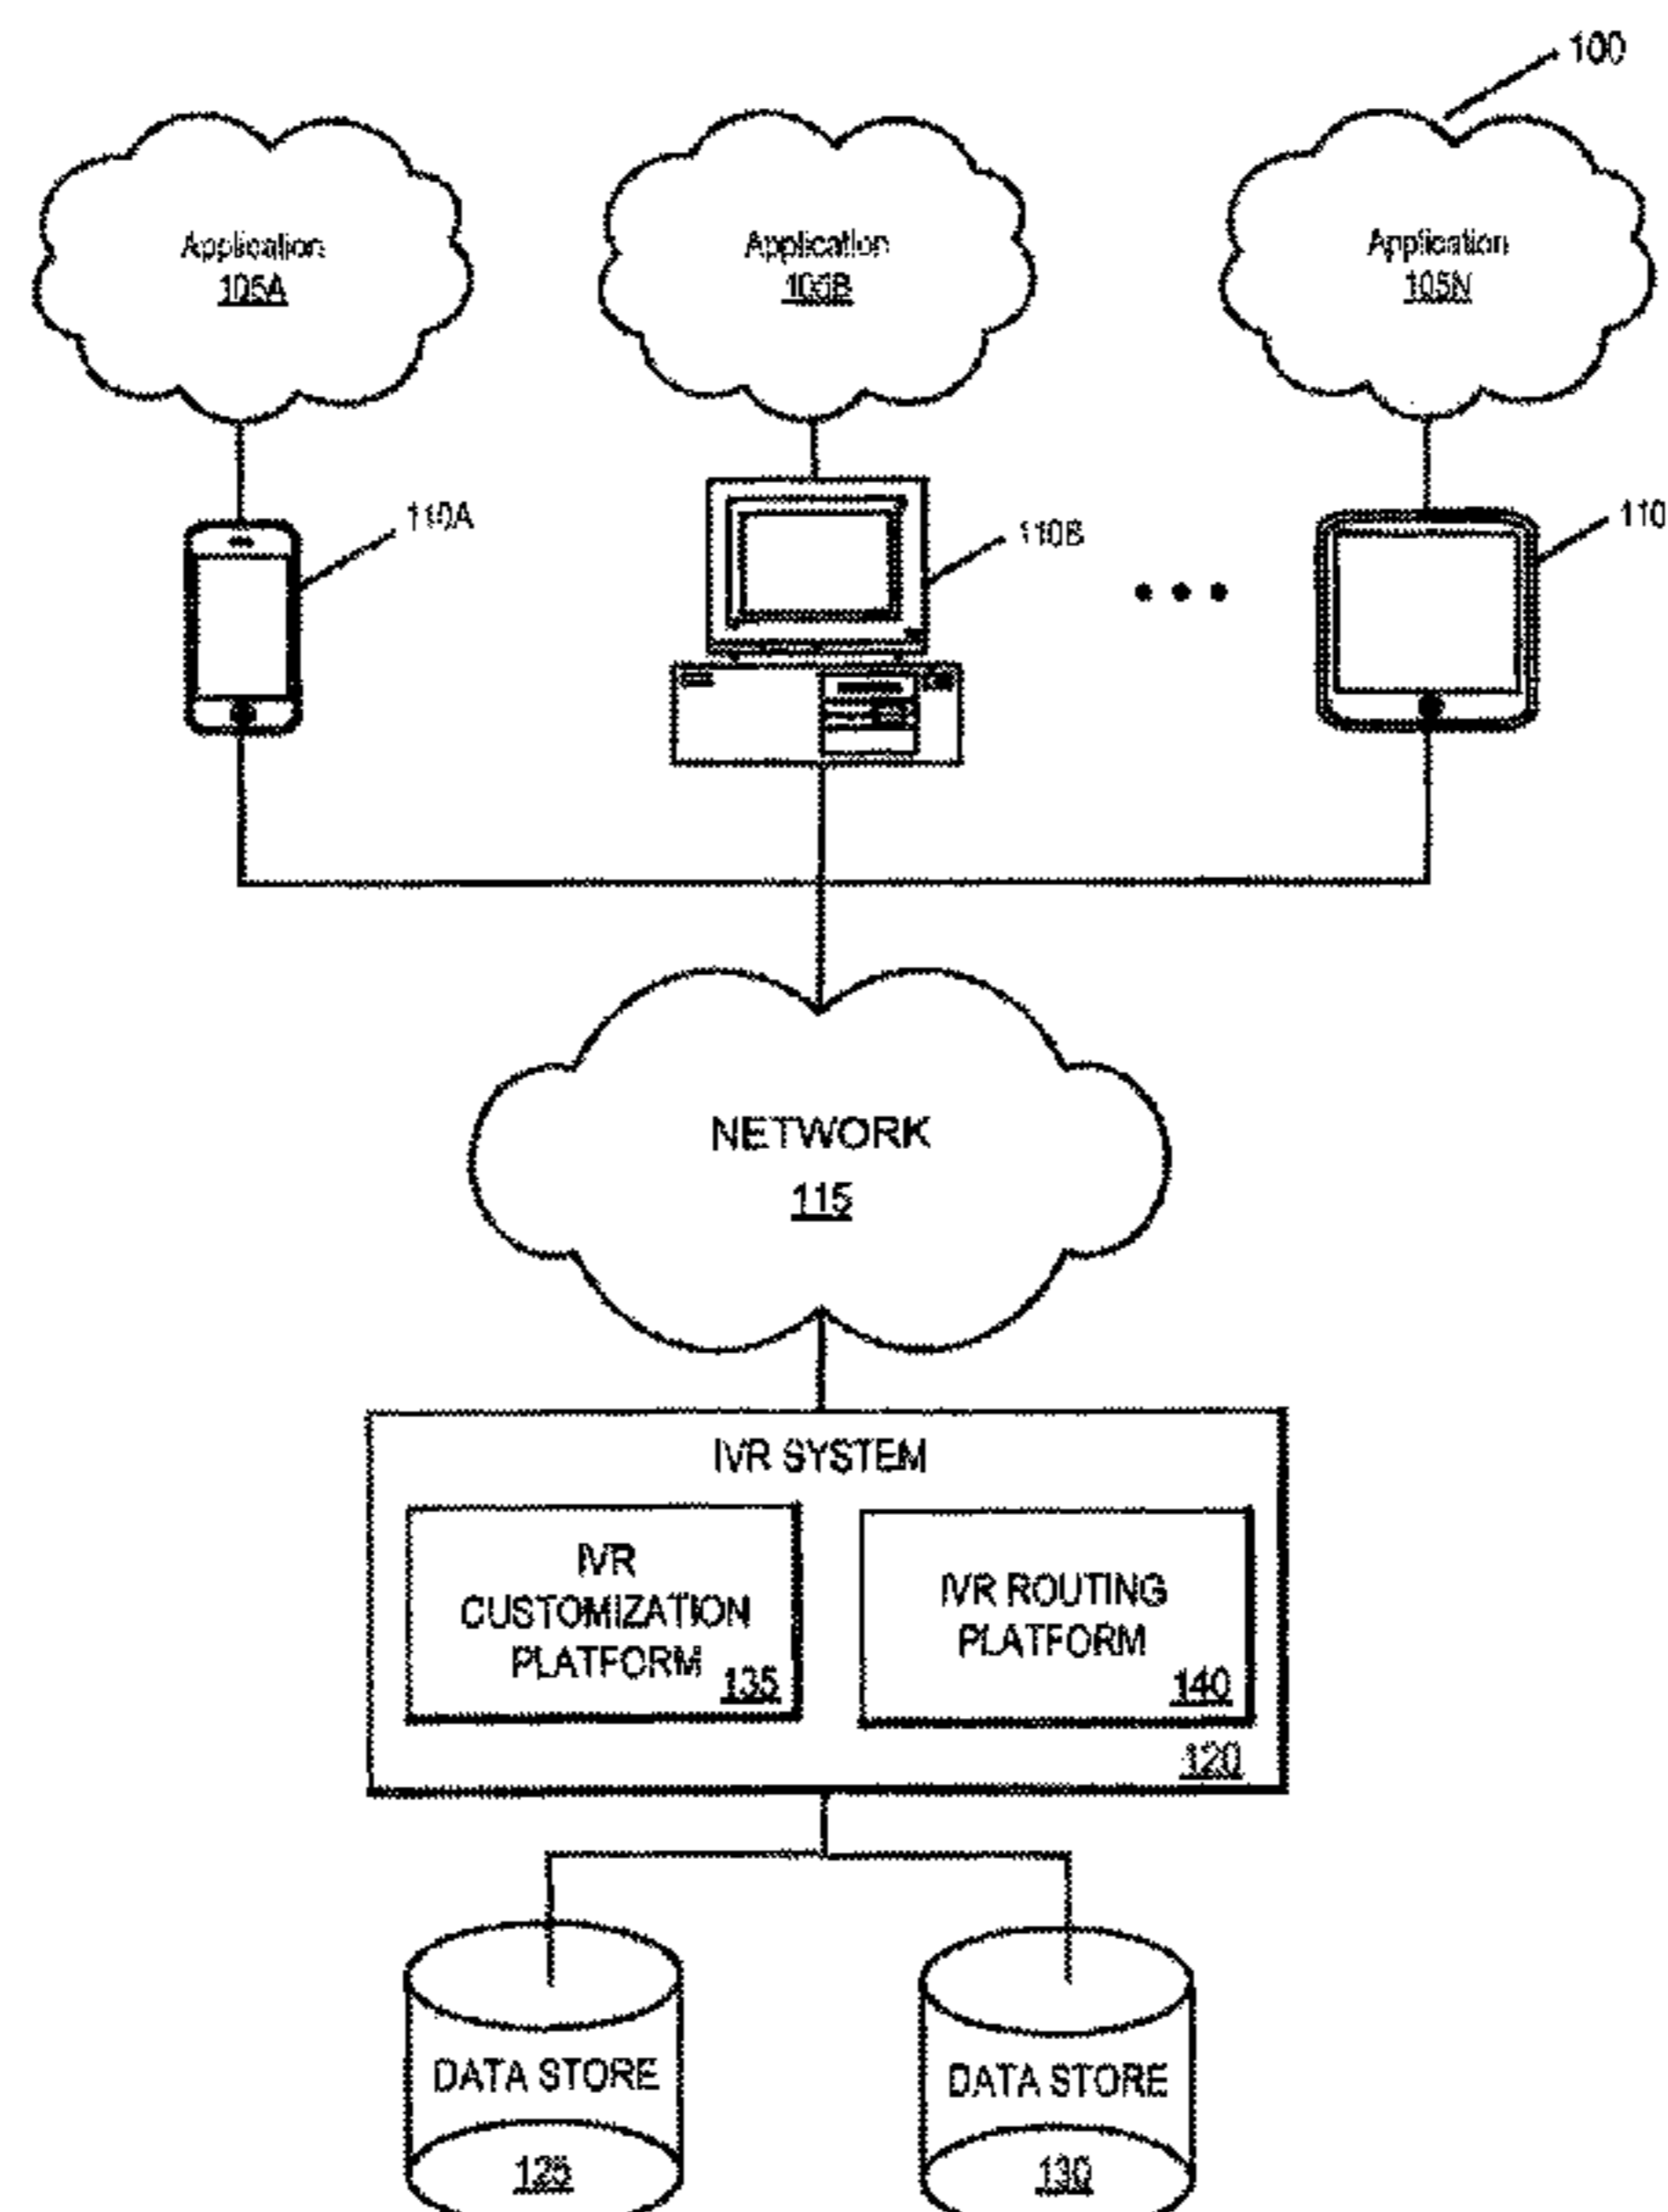 100
Application
105A
Application
105B
Application
105N
110A
110B
110
NETWORK
115
IVR SYSTEM
IVR
CUSTOMIZATION
PLATFORM
135
IVR ROUTING
PLATFORM
140
120
DATA STORE
125
DATA STORE
130